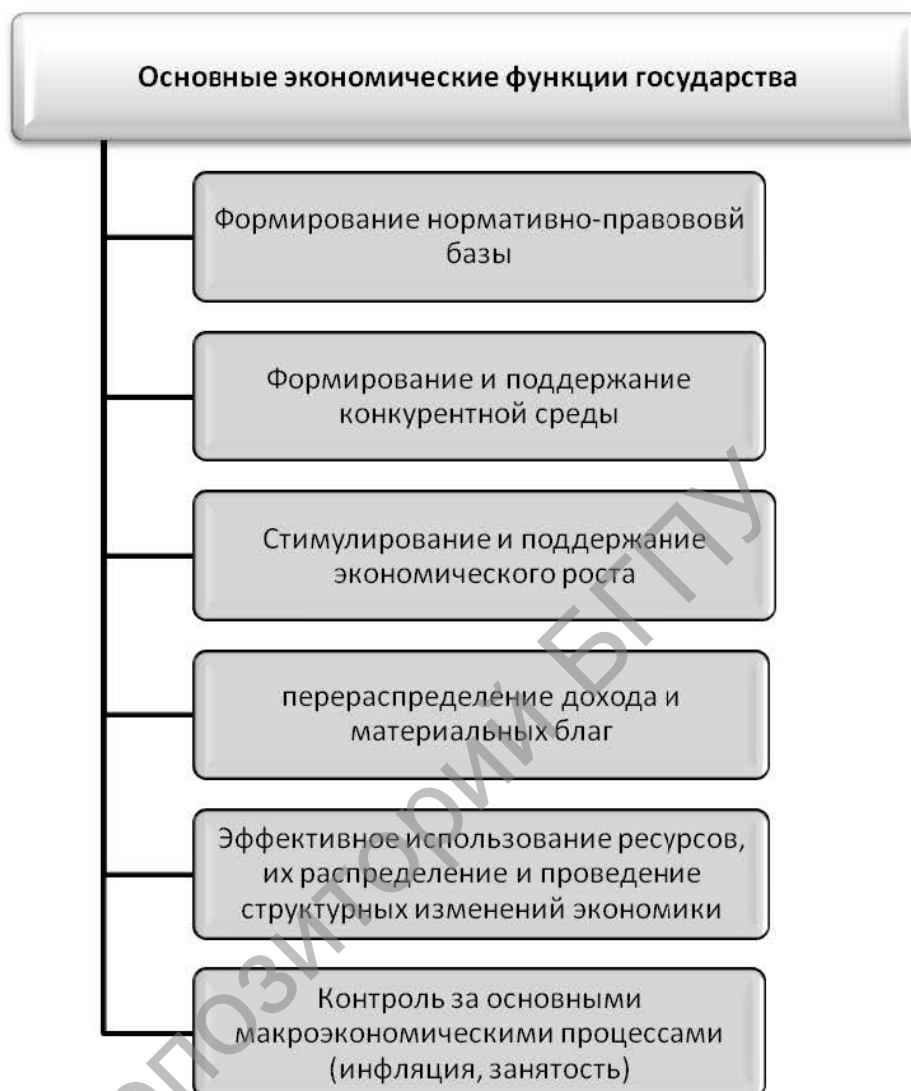 Основные экономические функции государства
Формирование нормативно-правововй
базы
Формирование и поддержание
конкурентной среды
Стимулирование и поддержание
экономического роста
перераспределение дохода и
материальных благ
Эффективное использование ресурсов,
их распределение и проведение
структурных изменений экономики
Контроль за основными
макроэкономическими процессами
(инфляция, занятость)
БГПУ